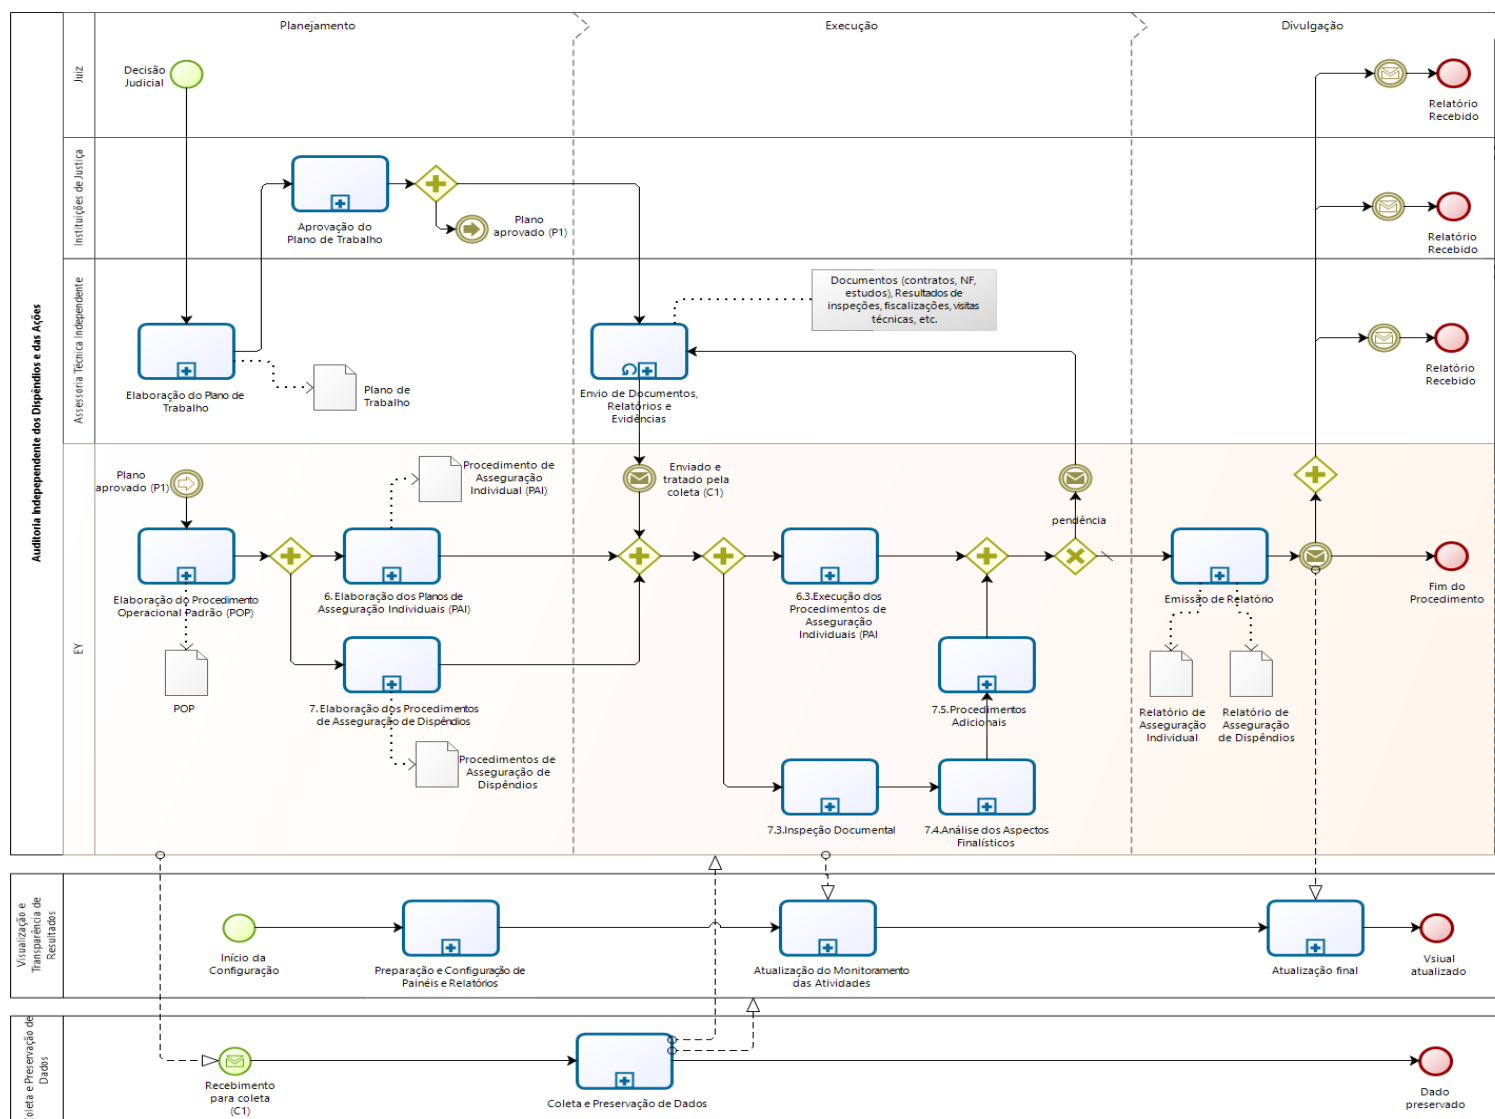 Planejamento
Execução
Divulgação
Auditoria Indepependente dos Dispêndios e das Ações
Juiz
Decisão
Judicial
Relatório
Recebido
Instituições de Justiça
Aprovação do
Plano de Trabalho
Plano
aprovado (P1)
Relatório
Recebido
Assessoria Técnica Independente
Elaboração do Plano de
Trabalho
Plano de
Trabalho
Envio de Documentos,
Relatórios e
Evidências
Documentos (contratos, NF,
estudos), Resultados de
inspeções, fiscalizações, visitas
técnicas, etc.
Relatório
Recebido
EY
Plano
aprovado (P1)
Elaboração do Procedimento
Operacional Padrão (POP)
POP
Procedimento de
Asseguração
Individual (PAI)
6. Elaboração dos Planos de
Asseguração Individuais (PAI)
7. Elaboração dos Procedimentos
de Asseguração de Dispêndios
Procedimentos de
Asseguração de
Dispêndios
Enviado e
tratado pela
coleta (C1)
6.3.Execução dos
Procedimentos de
Asseguração
Individuais (PAI
7.5.Procedimentos
Adicionais
7.3.Inspeção Documental
7.4.Análise dos Aspectos
Finalísticos
pendência
Emissão de Relatório
Relatório de
Asseguração
Individual
Relatório de
Asseguração
de Dispêndios
Fim do
Procedimento
Visualização e
Transparência de
Resultados
Início da
Configuração
Preparação e Configuração de
Painéis e Relatórios
Atualização do Monitoramento
das Atividades
Atualização final
Vsiual
atualizado
Coleta e Preservação de
Dados
Recebimento
para coleta
(C1)
Coleta e Preservação de Dados
Dado
preservado